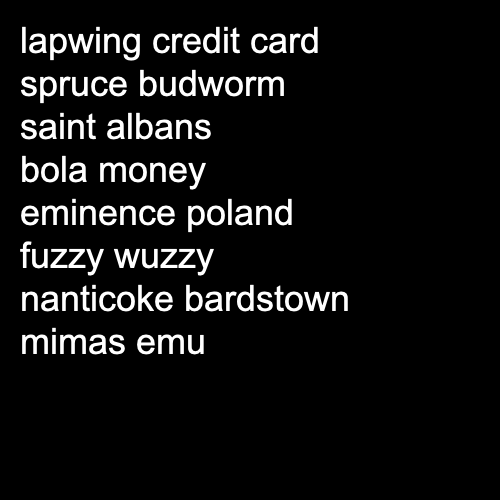 lapwing credit card
spruce budworm
saint albans
bola money
eminence poland
fuzzy wuzzy
nanticoke bardstown
mimas emu